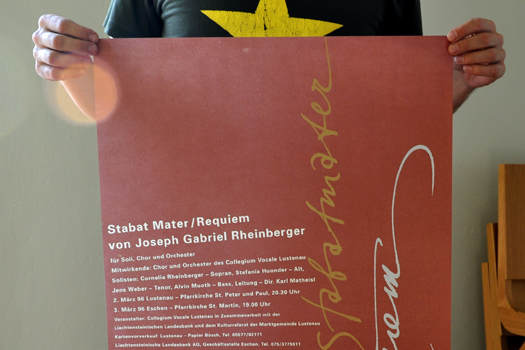 Stabat Mater/Requiem
von Joseph Gabriel Rheinberger
für Soli, Chor und Orchester
Mitwirkende: Chor und Orchester des Collegium Vocale Lustenau
Solisten: Cornelia Rheinberger – Sopran, Stefania Huonder – Alt,
Jens Weber – Tenor, Alvin Muoth – Bass, Leitung – Dir. Karl Matheisl
2. März 96 Lustenau – Pfarrkirche St. Peter und Paul, 20.30 Uhr
3. März 96 Eschen – Pfarrkirche St. Martin, 19.00 Uhr
Veranstalter: Collegium Vocale Lustenau in Zusammenarbeit mit der
Liechtensteinischen Landesbank und dem Kulturreferat der Marktgemeinde Lustenau
Kartenvorverkauf: Lustenau – Papier Bösch, Tel. 05577/82171
Liechtensteinische Landesbank AG, Geschäftsstelle Eschen, Tel. 075/3775511
Stabat mater